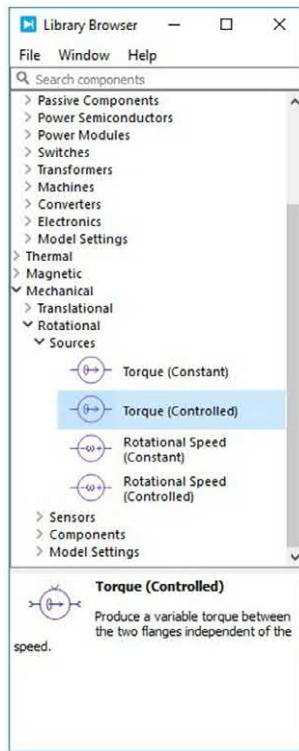 Library Browser
File Window Help
Search components
Passive Components
Power Semiconductors
Power Modules
Switches
Transformers
Machines
Converters
Electronics
Model Settings
Thermal
Magnetic
Mechanical
Translational
Rotational
Sources
Torque (Constant)
Torque (Controlled)
Rotational Speed
(Constant)
Rotational Speed
(Controlled)
Sensors
Components
Model Settings
Torque (Controlled)
Produce a variable torque between
the two flanges independent of the
speed.